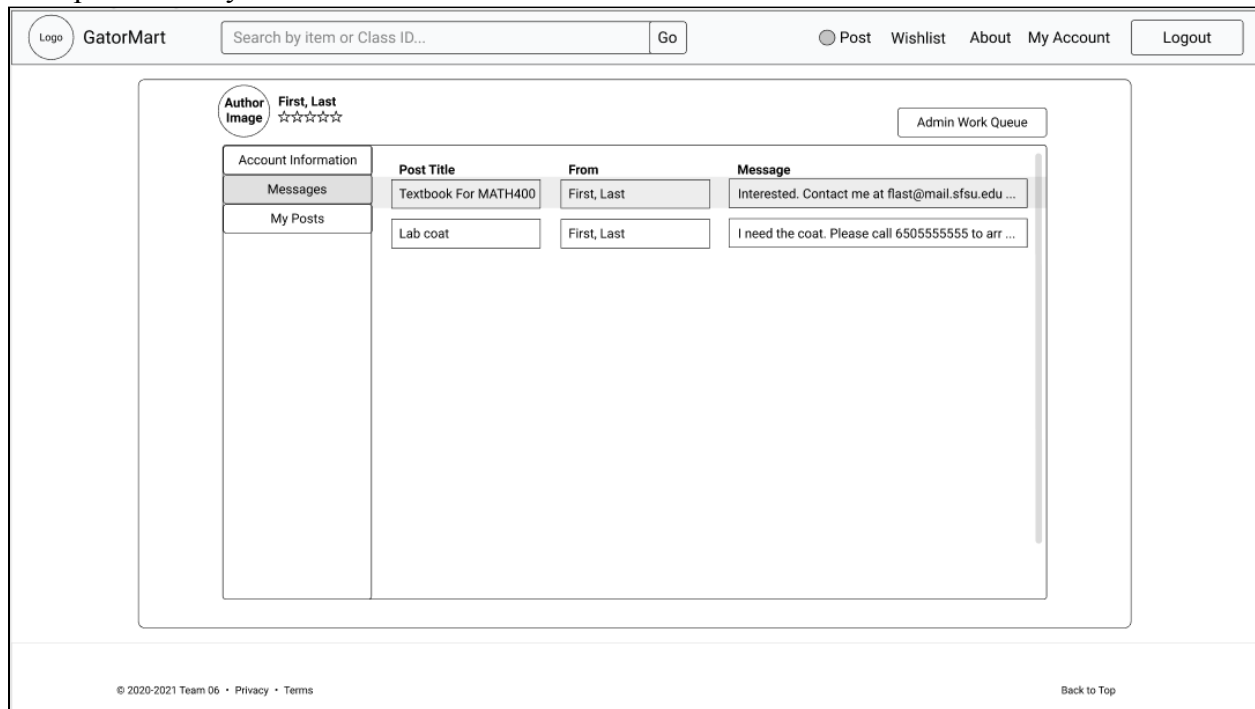 Logo GatorMart Search by item or Class ID... Go Post Wishlist About My Account Logout
Author Image
First, Last
☆☆☆☆☆
Admin Work Queue
Account Information
Messages
My Posts
Post Title From Message
Textbook For MATH400 First, Last Interested. Contact me at flast@mail.sfsu.edu ...
Lab coat First, Last I need the coat. Please call 6505555555 to arr ...
© 2020-2021 Team 06 · Privacy · Terms Back to Top